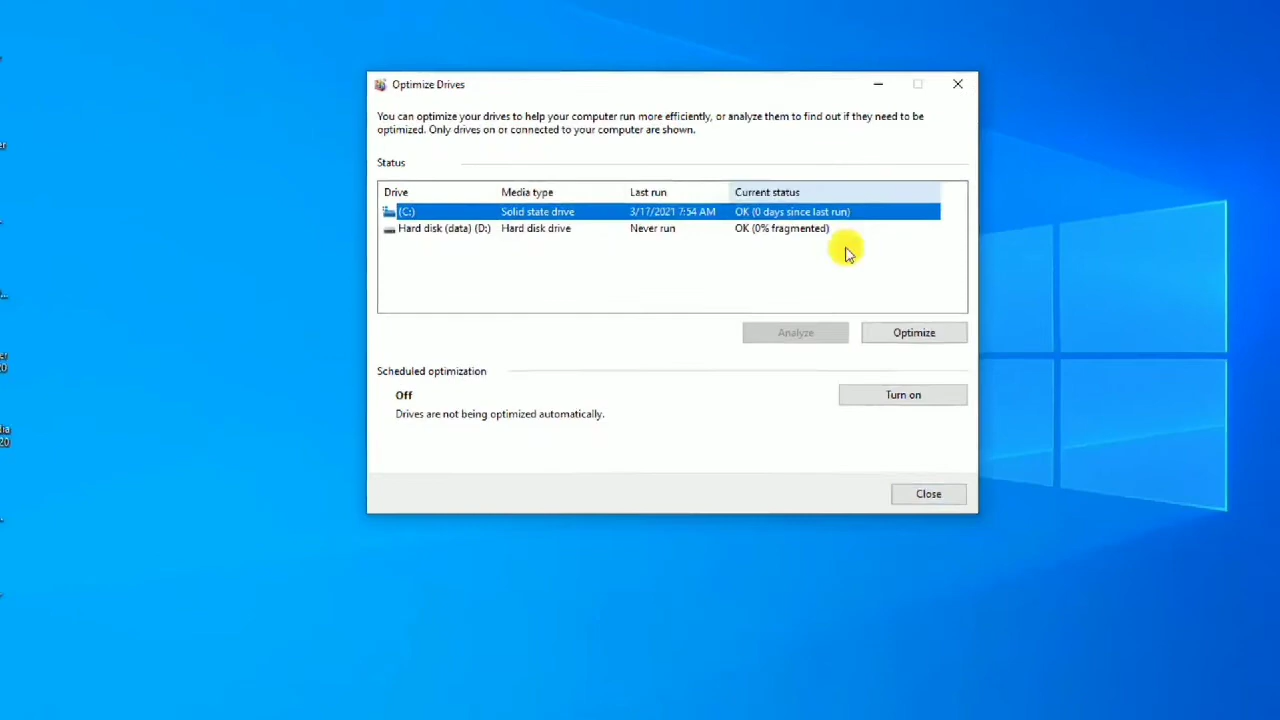 Optimize Drives
You can optimize your drives to help your computer run more efficiently, or analyze them to find out if they need to be
optimized. Only drives on or connected to your computer are shown.
Status
Drive Media type Last run Current status
(C:) Solid state drive 3/17/2021 7:54 AM OK (0 days since last run)
Hard disk (data) (D:) Hard disk drive Never run OK (0% fragmented)
Analyze Optimize
Scheduled optimization
Off
Turn on
Drives are not being optimized automatically.
Close